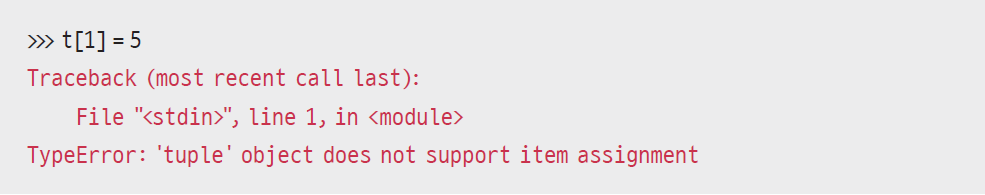 >>> t[1] = 5
Traceback (most recent call last):
File "<stdin>", line 1, in <module>
TypeError: 'tuple' object does not support item assignment